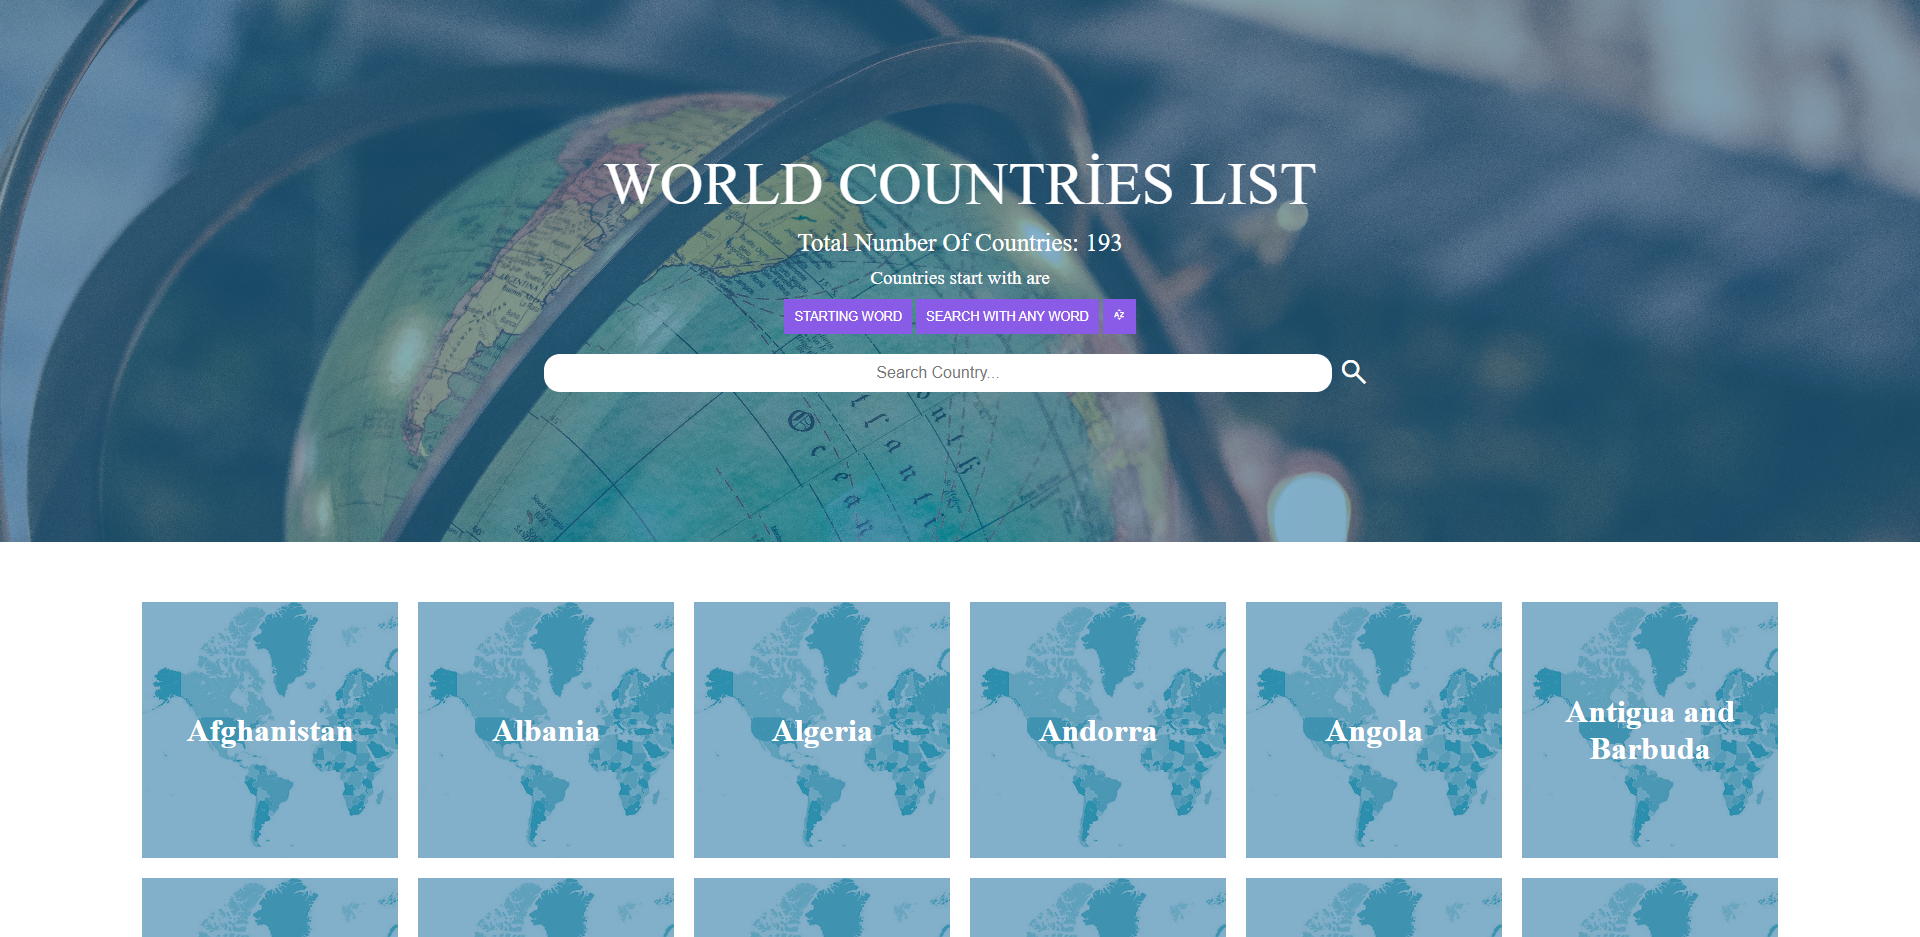 WORLD COUNTRİES LIST
Total Number Of Countries: 193
Countries start with are
STARTING WORD
SEARCH WITH ANY WORD
Search Country...
Ocean
Afghanistan
Albania
Algeria
Andorra
Angola
Antigua and
Barbuda